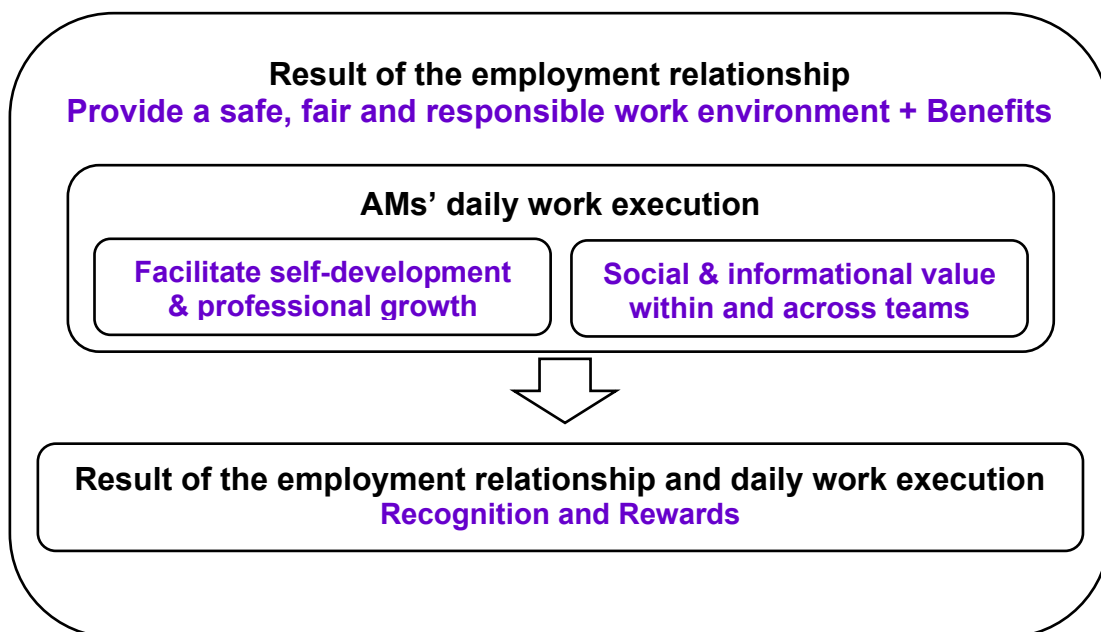 Result of the employment relationship
Provide a safe, fair and responsible work environment + Benefits
AMs’ daily work execution
Facilitate self-development
& professional growth
Social & informational value
within and across teams
Result of the employment relationship and daily work execution
Recognition and Rewards